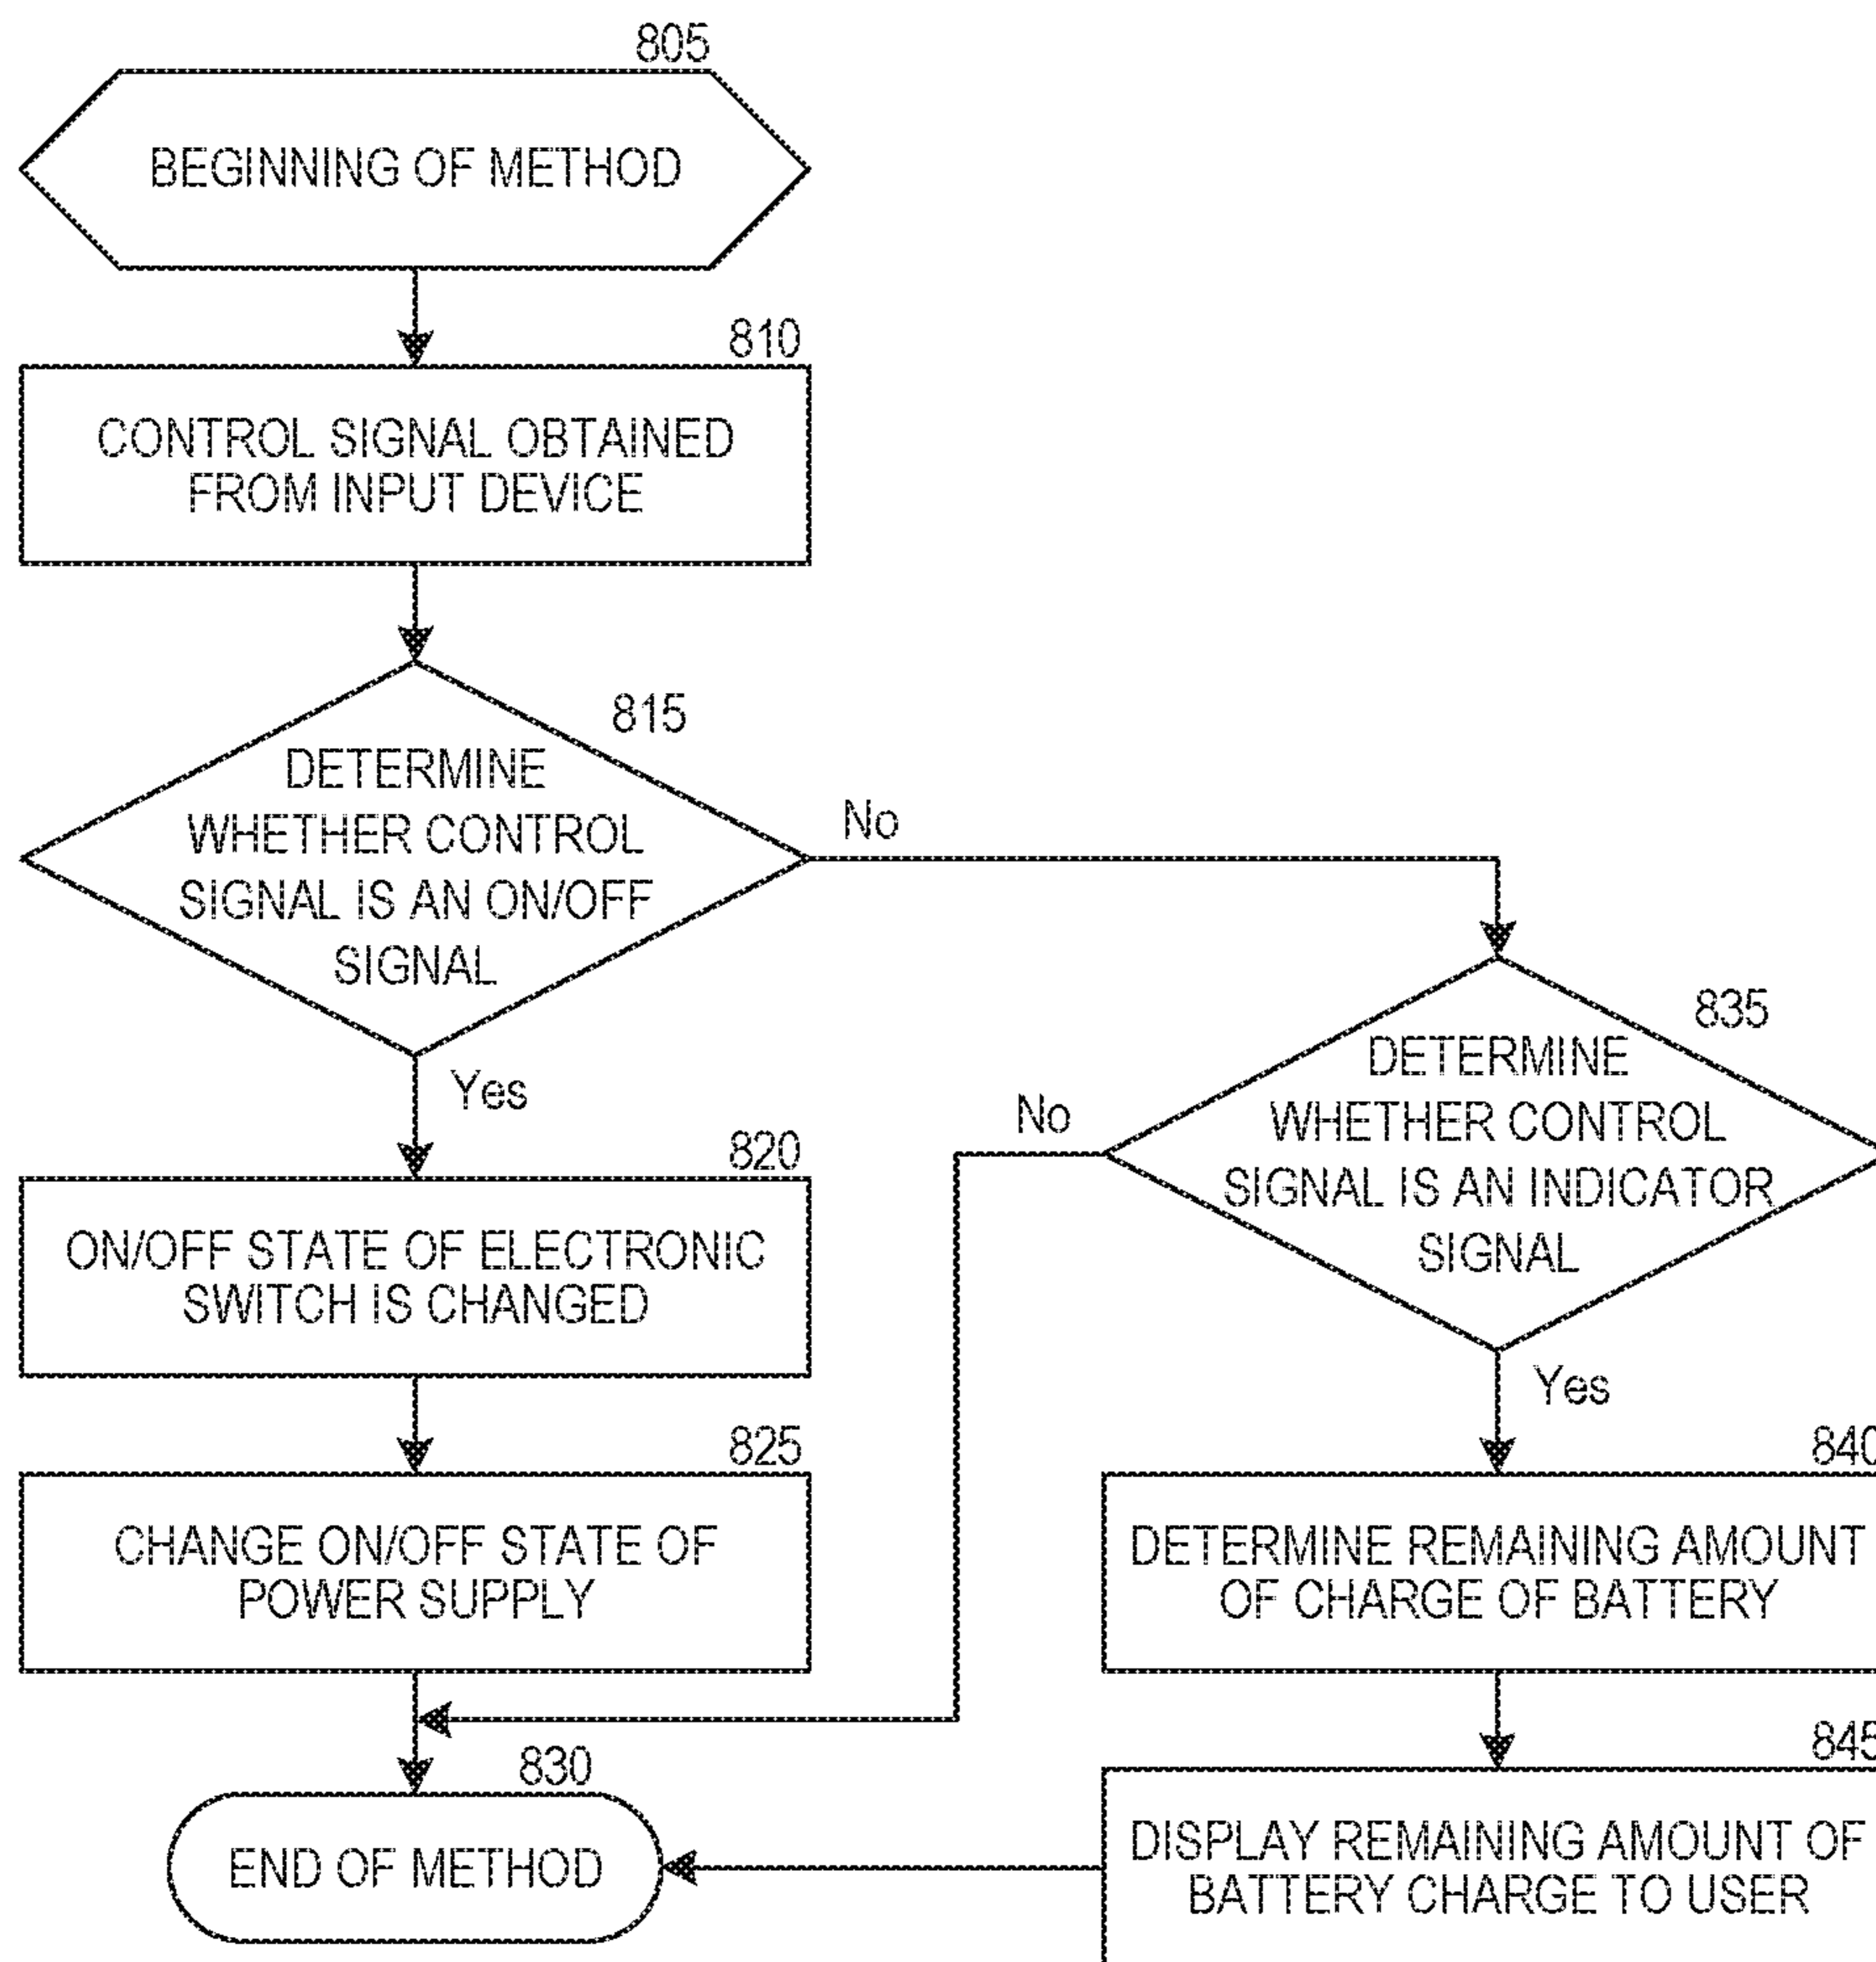 805
BEGINNING OF METHOD
810
CONTROL SIGNAL OBTAINED
FROM INPUT DEVICE
815
DETERMINE
WHETHER CONTROL
SIGNAL IS AN ON/OFF
SIGNAL
No
Yes
820
ON/OFF STATE OF ELECTRONIC
SWITCH IS CHANGED
825
CHANGE ON/OFF STATE OF
POWER SUPPLY
830
END OF METHOD
835
DETERMINE
WHETHER CONTROL
SIGNAL IS AN INDICATOR
SIGNAL
No
Yes
840
DETERMINE REMAINING AMOUNT
OF CHARGE OF BATTERY
845
DISPLAY REMAINING AMOUNT OF
BATTERY CHARGE TO USER